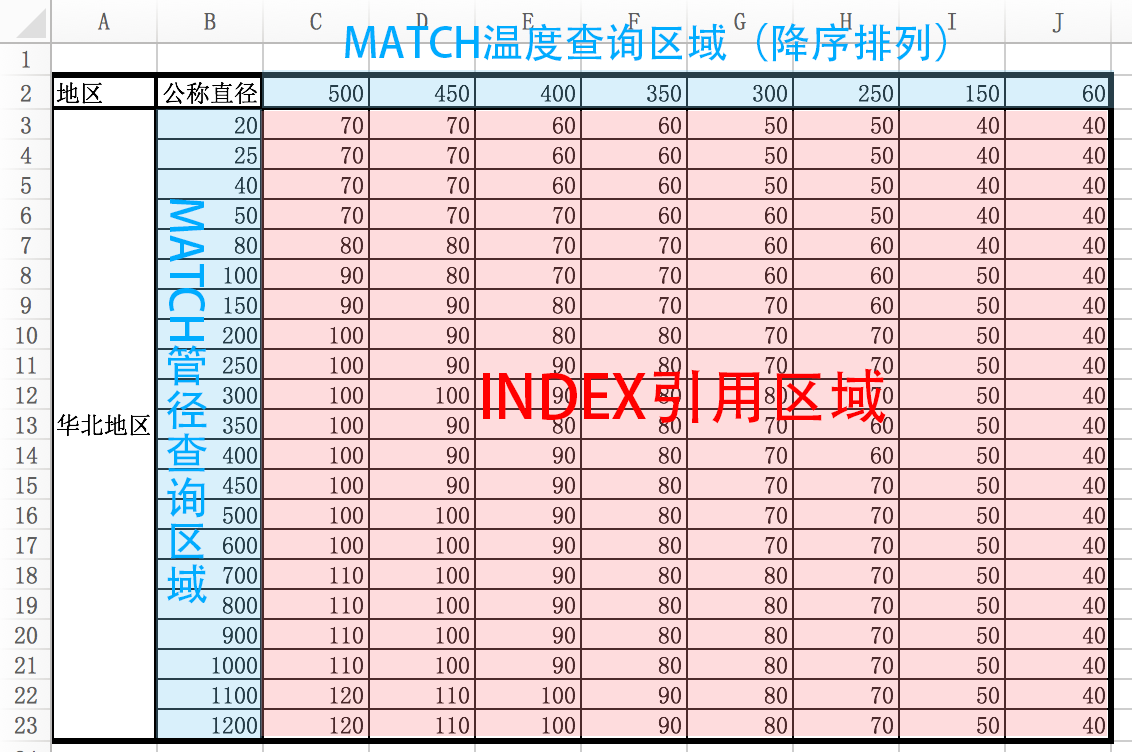 A B C D E F G H I J
MATCH温度查询区域（降序排列）
1
2 地区 公称直径 500 450 400 350 300 250 150 60
3 20 70 70 60 60 50 50 40 40
4 25 70 70 60 60 50 50 40 40
5 40 70 70 60 60 50 50 40 40
6 50 70 70 70 60 60 50 40 40
7 80 80 80 70 70 60 60 40 40
8 100 90 80 70 70 60 60 50 40
9 150 90 90 80 70 70 60 50 40
10 200 100 90 80 80 70 70 50 40
11 250 100 90 90 80 70 70 50 40
12 300 100 100 90 80 80 70 50 40
13 华北地区 350 100 90 80 80 70 60 50 40
14 400 100 90 90 80 70 60 50 40
15 450 100 90 90 80 70 70 50 40
16 500 100 100 90 80 70 70 50 40
17 600 100 100 90 80 70 70 50 40
18 700 110 100 90 80 80 70 50 40
19 800 110 100 90 80 80 70 50 40
20 900 110 100 90 80 80 70 50 40
21 1000 110 100 90 80 80 70 50 40
22 1100 120 110 100 90 80 70 50 40
23 1200 120 110 100 90 80 70 50 40
MATCH管径查询区域
INDEX引用区域